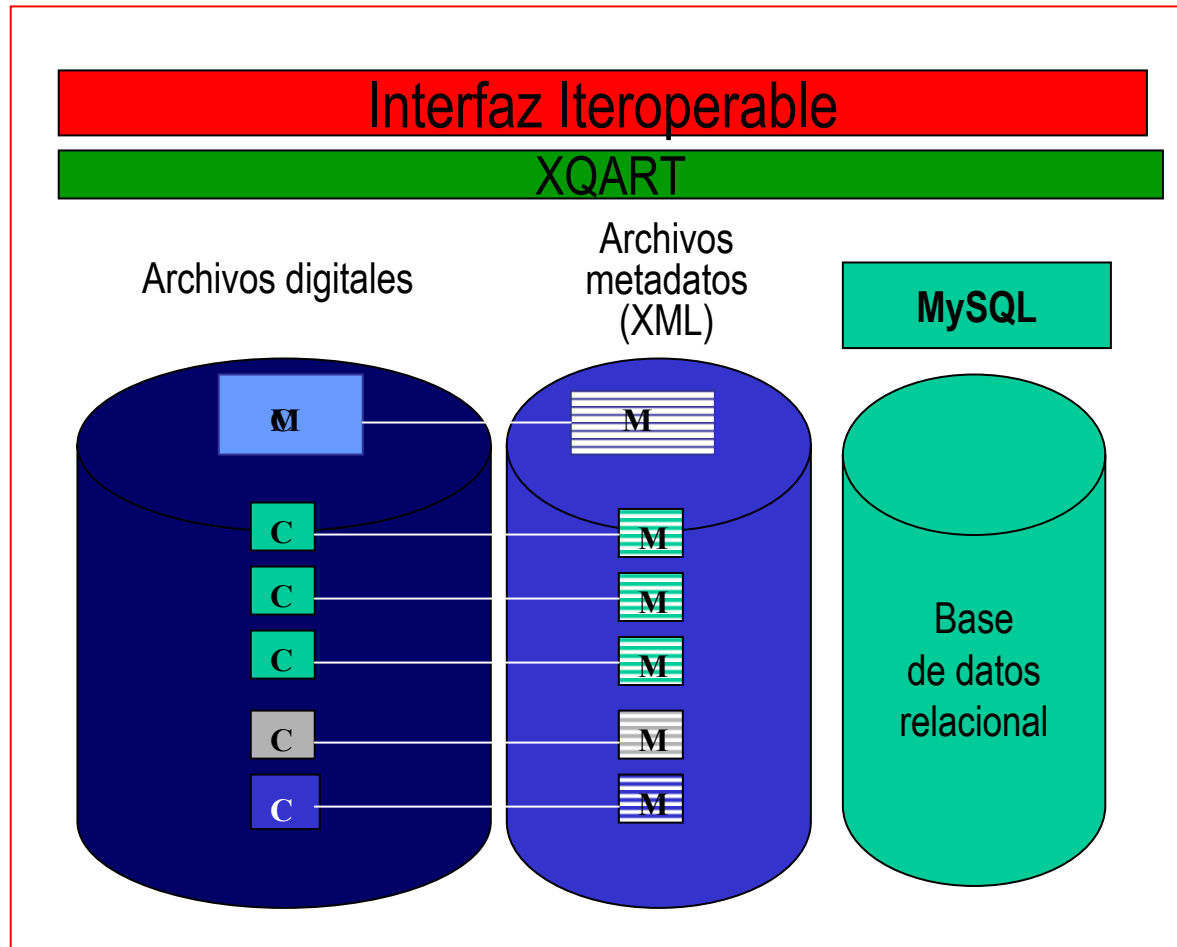 Interfaz Iteroperable
XQART
Archivos digitales
Archivos
metadatos
(XML)
MySQL
M
C
M
C
M
C
M
C
M
C
M
Base
de datos
relacional